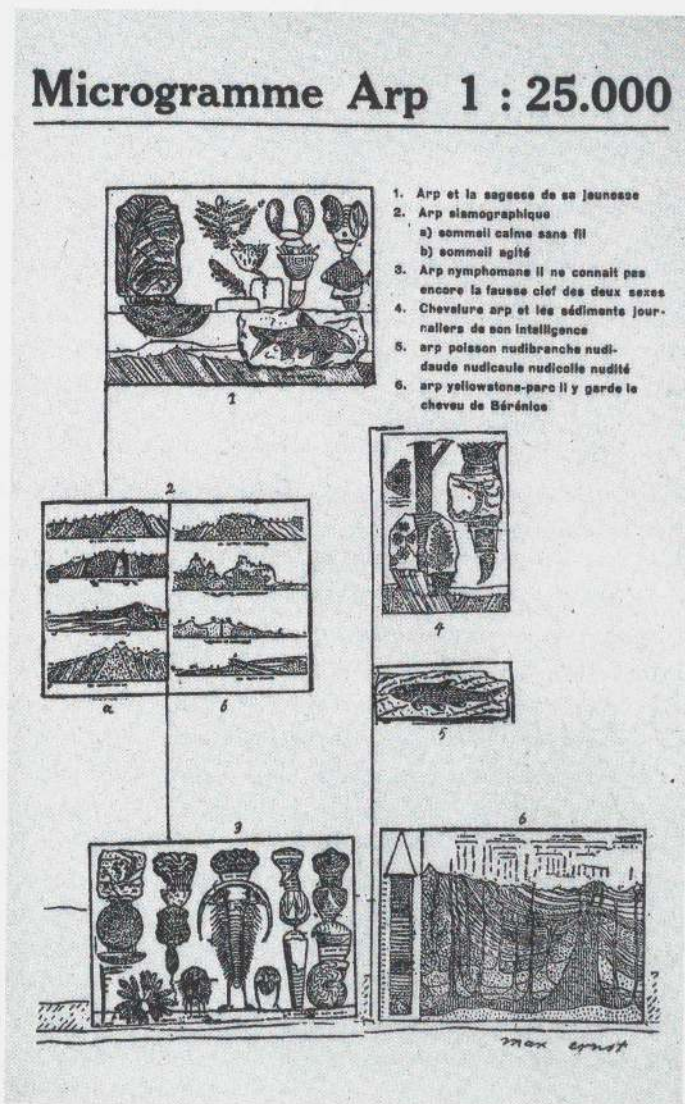 Microgramme Arp 1 : 25.000
1. Arp et la sagesse de sa jeunesse
2. Arp sismographique
a) sommeil calme sans fil
b) sommeil agité
3. Arp nymphomane il ne connait pas
encore la fausse clef des deux sexes
4. Chevelure arp et les sédiments jour-
naliers de son intelligence
5. arp poisson nudibranche nudi-
daude nudicaule nudicolle nudité
6. arp yellowstone-parc il y garde le
cheveu de Bérénice
1
2
a
b
3
4
5
6
max ernst